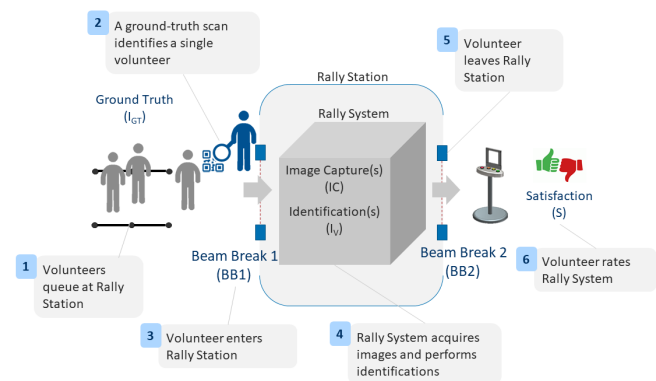 2
A ground-truth scan
identifies a single
volunteer
5
Volunteer
leaves Rally
Station
Rally Station
Ground Truth
(I_GT)
Rally System
Image Capture(s)
(IC)
Identification(s)
(I_V)
Satisfaction
(S)
Beam Break 1
(BB1)
Beam Break 2
(BB2)
1
Volunteers
queue at Rally
Station
6
Volunteer rates
Rally System
3
Volunteer enters
Rally Station
4
Rally System acquires
images and performs
identifications